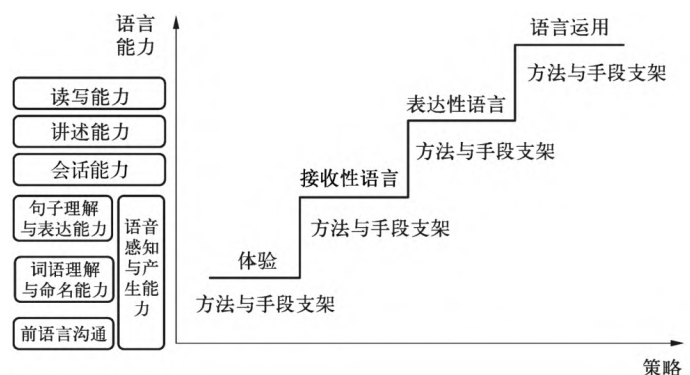 语言
能力
读写能力
讲述能力
会话能力
句子理解
与表达能力
词语理解
与命名能力
前语言沟通
语音
感知
与产
生能
力
语言运用
方法与手段支架
表达性语言
方法与手段支架
接收性语言
方法与手段支架
体验
方法与手段支架
策略